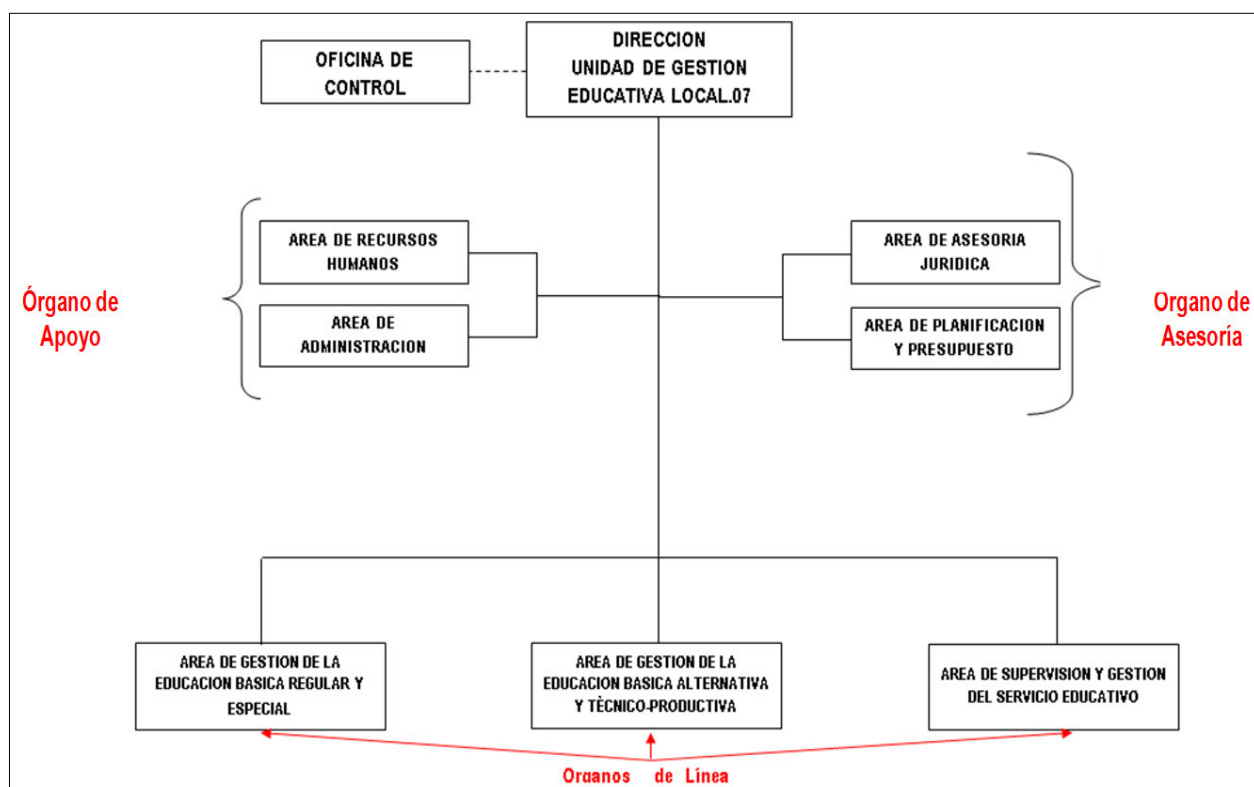 OFICINA DE
CONTROL
DIRECCION
UNIDAD DE GESTION
EDUCATIVA LOCAL.07
Órgano de
Apoyo
AREA DE RECURSOS
HUMANOS
AREA DE
ADMINISTRACION
AREA DE ASESORIA
JURIDICA
AREA DE PLANIFICACION
Y PRESUPUESTO
Organo de
Asesoría
AREA DE GESTION DE LA
EDUCACION BASICA REGULAR Y
ESPECIAL
AREA DE GESTION DE LA
EDUCACION BASICA ALTERNATIVA
Y TÈCNICO-PRODUCTIVA
AREA DE SUPERVISION Y GESTION
DEL SERVICIO EDUCATIVO
Organos de Línea